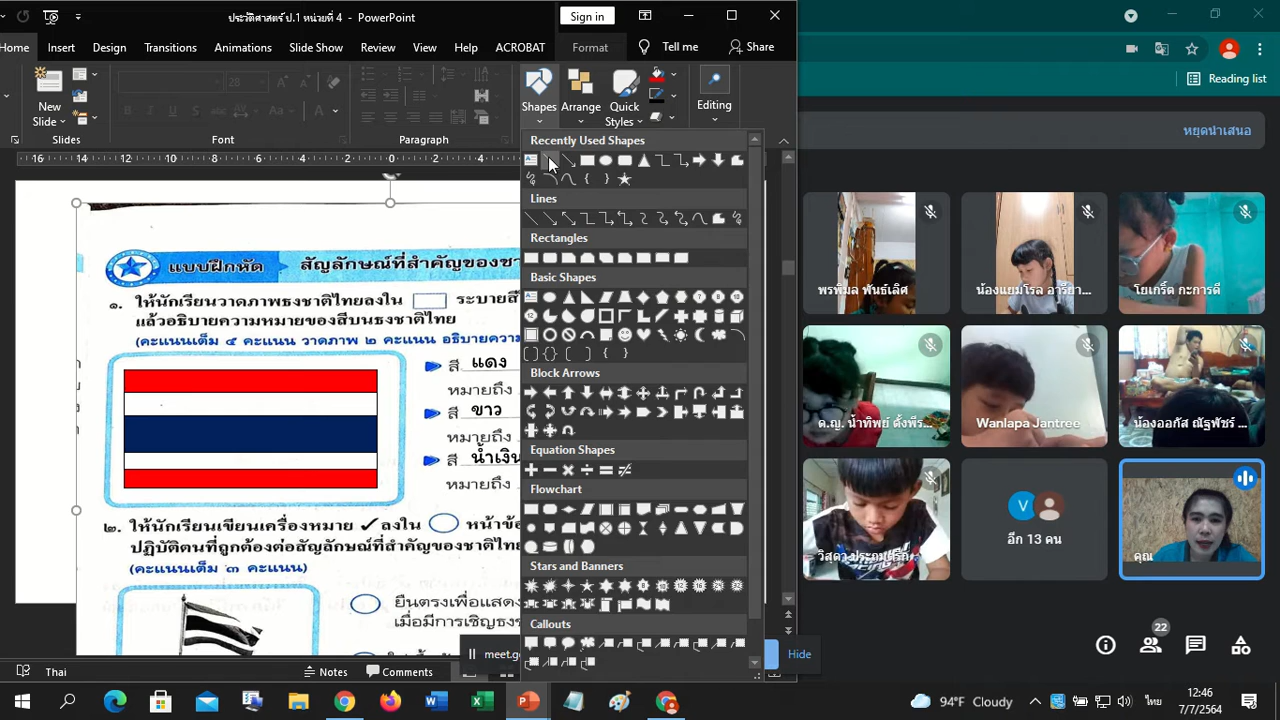 ประวัติศาสตร์ ป.1 หน่วยที่ 4 - PowerPoint
Sign in
Home
Insert
Design
Transitions
Animations
Slide Show
Review
View
Help
ACROBAT
Format
Tell me
Share
New
Slide
28
Shapes
Arrange
Quick
Styles
Editing
Slides
Font
Paragraph
16 14 12 10 8 6 4 2 0 2 4
Recently Used Shapes
Lines
Rectangles
Basic Shapes
Block Arrows
Equation Shapes
Flowchart
Stars and Banners
Callouts
แบบฝึกหัด
สัญลักษณ์ที่สำคัญของชา
๑. ให้นักเรียนวาดภาพธงชาติไทยลงใน ระบายสี
แล้วอธิบายความหมายของสีบนธงชาติไทย
(คะแนนเต็ม ๕ คะแนน วาดภาพ ๒ คะแนน อธิบายความ
สี แดง
หมายถึง
สี ขาว
หมายถึง
สี น้ำเงิน
หมายถึง
๒. ให้นักเรียนเขียนเครื่องหมาย ✓ ลงใน หน้าข้อ
ปฏิบัติตนที่ถูกต้องต่อสัญลักษณ์ที่สำคัญของชาติไทย
(คะแนนเต็ม ๓ คะแนน)
ยืนตรงเพื่อแสดง
เมื่อมีการเชิญธง
meet.go
Hide
Thai
Notes
Comments
Reading list
หยุดนำเสนอ
พรพิมล พันธ์เลิศ
น้องแยมโรล อารียา...
โยเกิร์ต กะการดี
ด.ญ. น้ำทิพย์ ตั้งพีร...
Wanlapa Jantree
น้องออกัส ณัฐพัชร์
V
อีก 13 คน
คุณ
22
94°F Cloudy
ไทย
12:46
7/7/2564